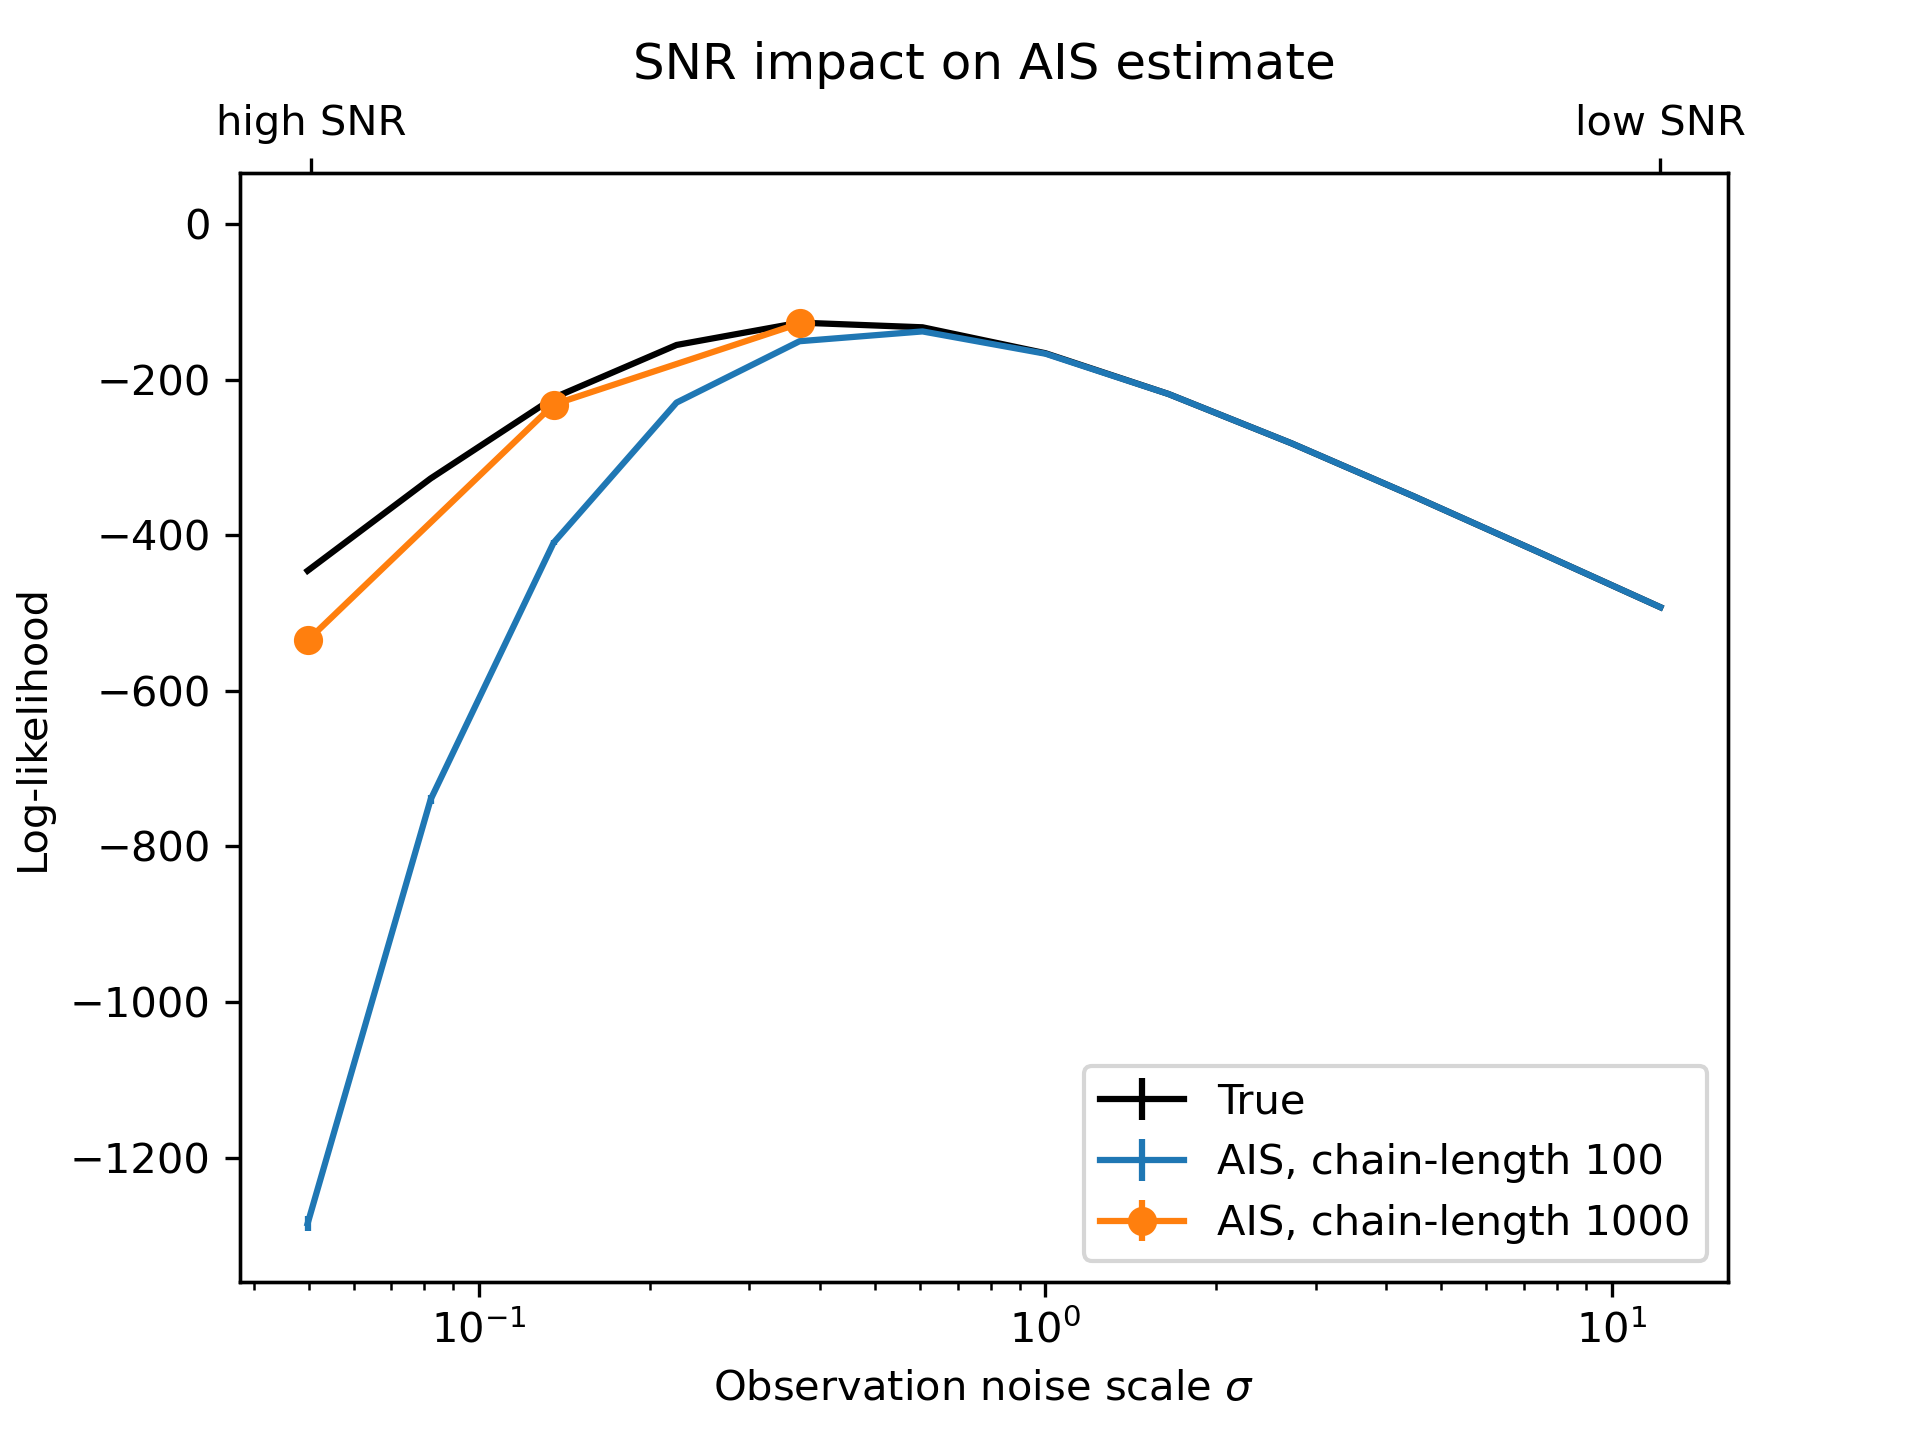 SNR impact on AIS estimate
high SNR
low SNR
0
−200
−400
−600
−800
−1000
−1200
Log-likelihood
True
AIS, chain-length 100
AIS, chain-length 1000
10⁻¹
10⁰
10¹
Observation noise scale σ